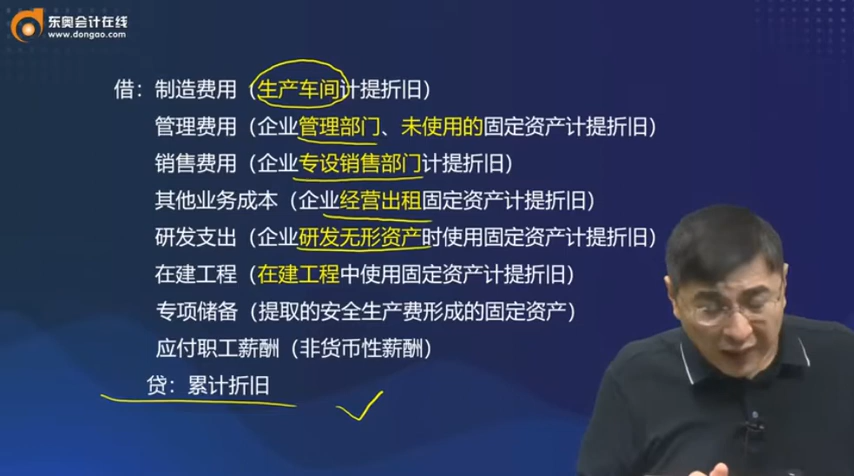 东奥会计在线
www.dongao.com
借：制造费用（生产车间计提折旧）
管理费用（企业管理部门、未使用的固定资产计提折旧）
销售费用（企业专设销售部门计提折旧）
其他业务成本（企业经营出租固定资产计提折旧）
研发支出（企业研发无形资产时使用固定资产计提折旧）
在建工程（在建工程中使用固定资产计提折旧）
专项储备（提取的安全生产费形成的固定资产）
应付职工薪酬（非货币性薪酬）
贷：累计折旧